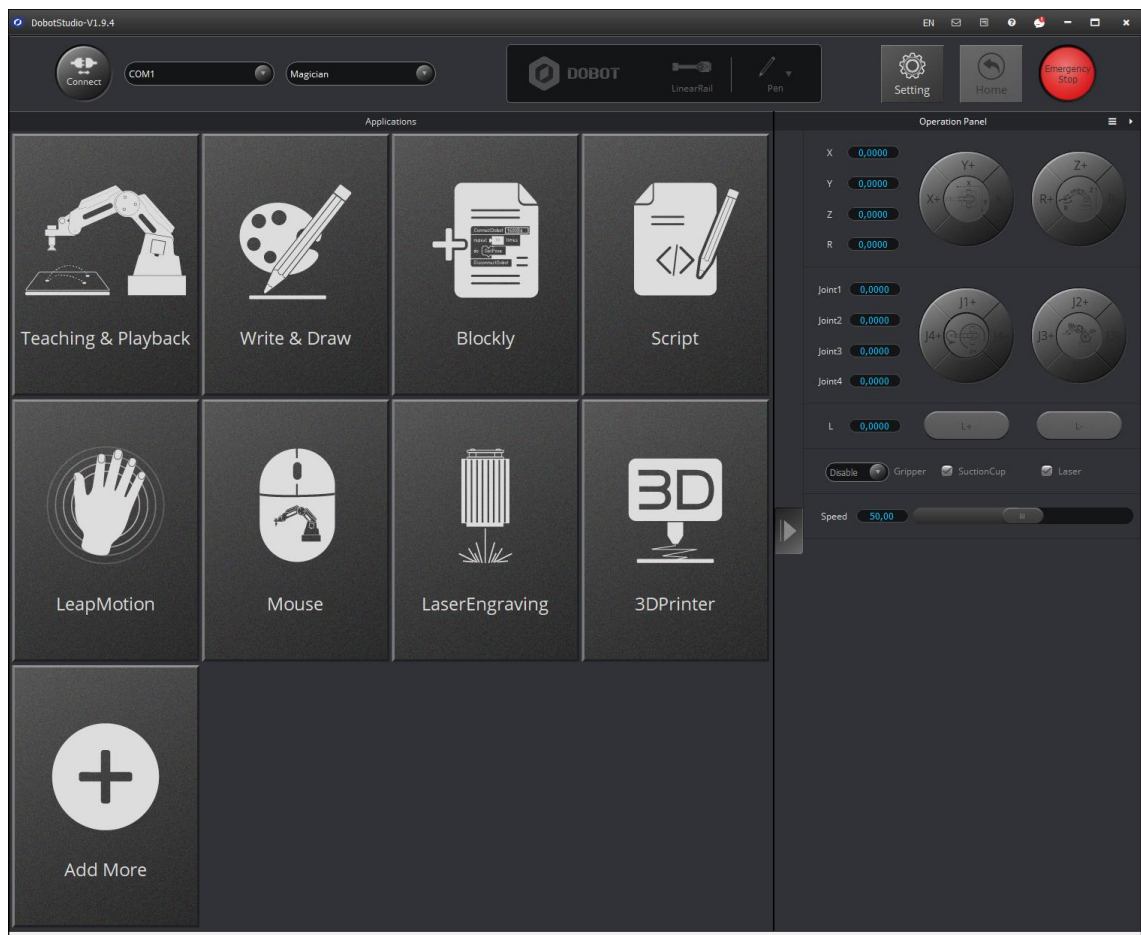 DobotStudio-V1.9.4
EN
Connect
COM1
Magician
DOBOT
LinearRail
Pen
Setting
Home
Emergency
Stop
Applications
Operation Panel
Teaching & Playback
Write & Draw
Blockly
Script
LeapMotion
Mouse
LaserEngraving
3D
3DPrinter
Add More
X 0,0000
Y 0,0000
Z 0,0000
R 0,0000
Y+
X+
Z+
R+
Joint1 0,0000
Joint2 0,0000
Joint3 0,0000
Joint4 0,0000
J1+
J4+
J2+
J3+
L 0,0000
L+
L-
Disable Gripper SuctionCup Laser
Speed 50,00